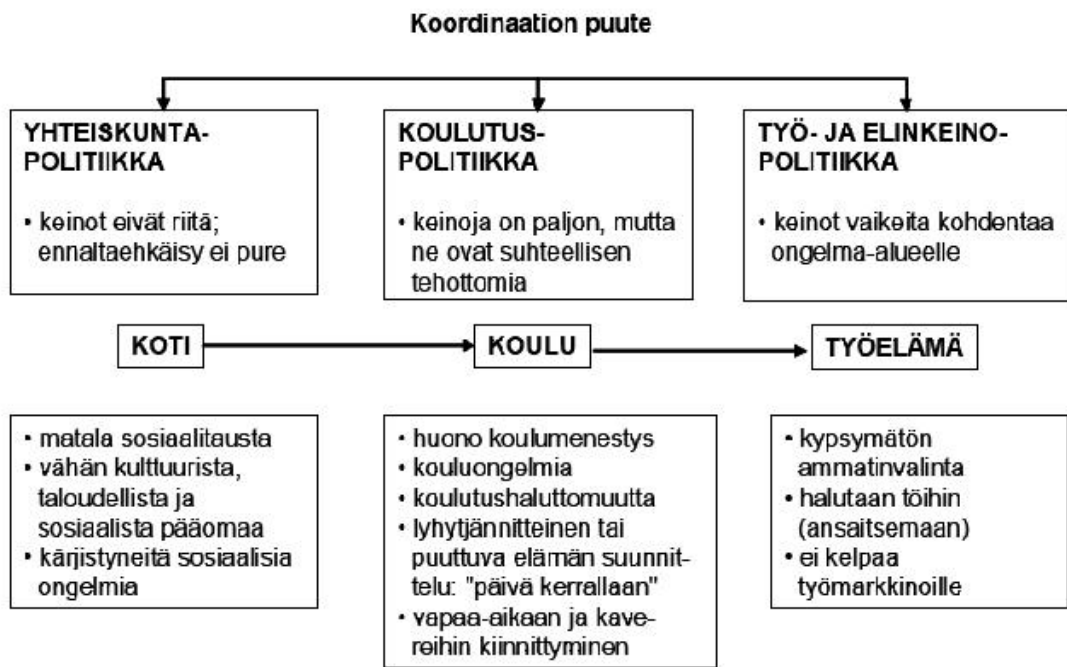 Koordinaation puute
YHTEISKUNTA-
POLITIIKKA
• keinot eivät riitä;
ennaltaehkäisy ei pure
KOULUTUS-
POLITIIKKA
• keinoja on paljon, mutta
ne ovat suhteellisen
tehottomia
TYÖ- JA ELINKEINO-
POLITIIKKA
• keinot vaikeita kohdentaa
ongelma-alueelle
KOTI
KOULU
TYÖELÄMÄ
• matala sosiaalitausta
• vähän kulttuurista,
taloudellista ja
sosiaalista pääomaa
• kärjistyneitä sosiaalisia
ongelmia
• huono koulumenestys
• kouluongelmia
• koulutushaluttomuutta
• lyhytjännitteinen tai
puuttuva elämän suunnit-
telu: "päivä kerrallaan"
• vapaa-aikaan ja kave-
reihin kiinnittyminen
• kypsymätön
ammatinvalinta
• halutaan töihin
(ansaitsemaan)
• ei kelpaa
työmarkkinoille